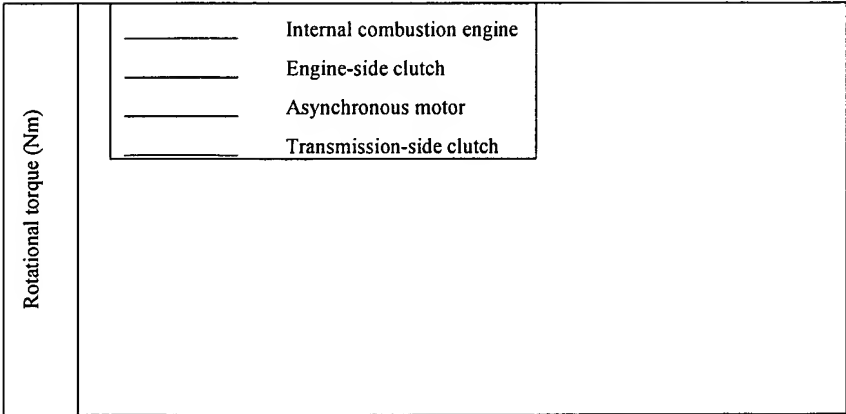 Internal combustion engine
Engine-side clutch
Asynchronous motor
Transmission-side clutch
Rotational torque (Nm)